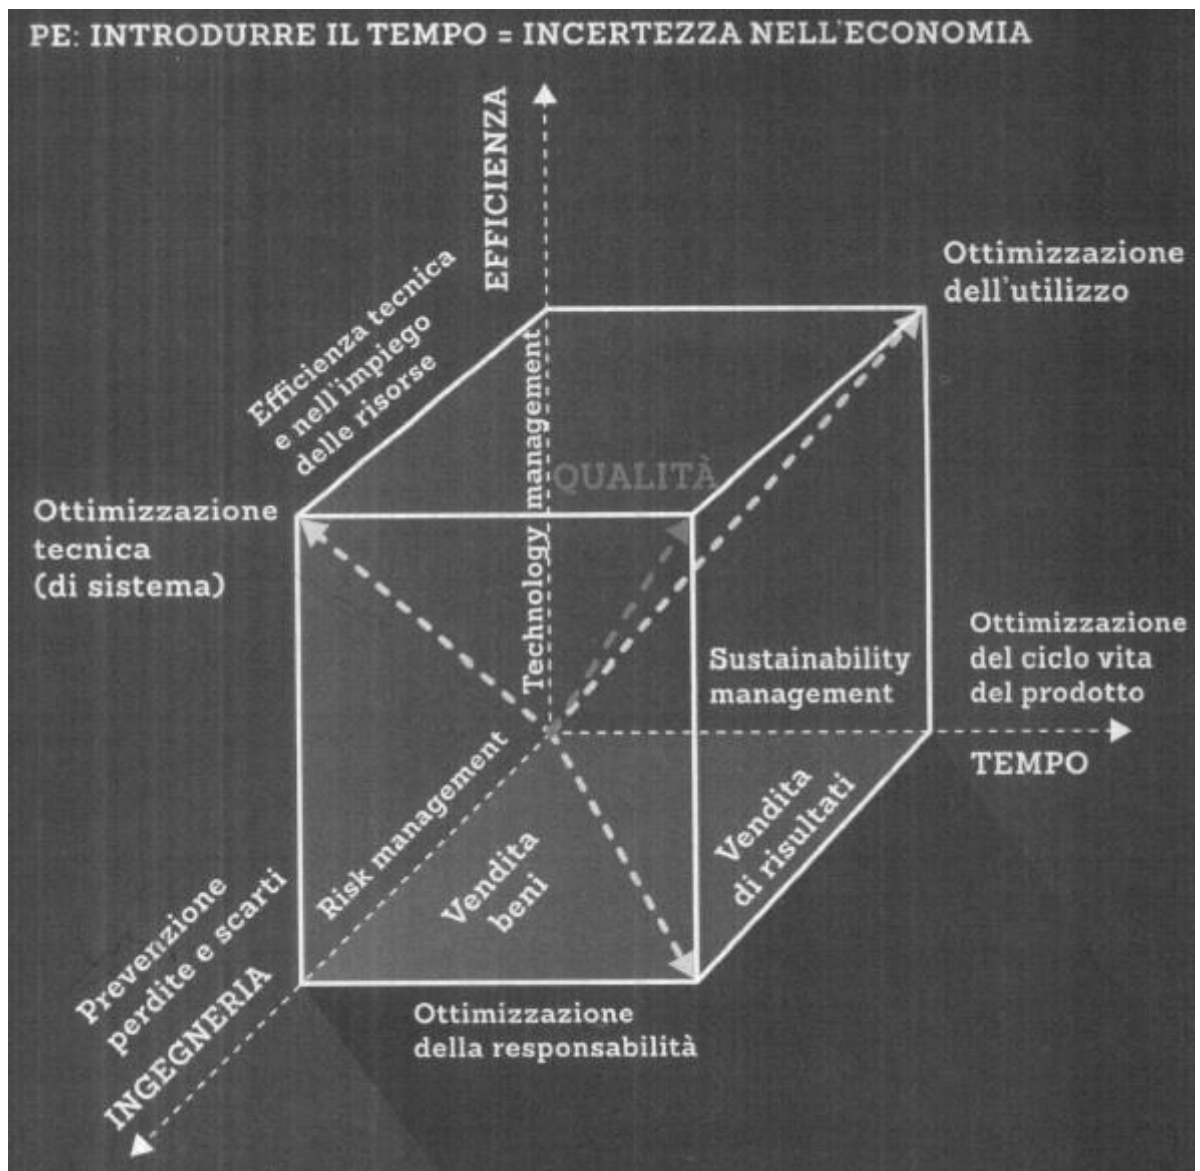 PE: INTRODURRE IL TEMPO = INCERTEZZA NELL'ECONOMIA
EFFICIENZA
Ottimizzazione
dell'utilizzo
Efficienza tecnica
e nell'impiego
delle risorse
Technology management
QUALITÀ
Ottimizzazione
tecnica
(di sistema)
Sustainability
management
Ottimizzazione
del ciclo vita
del prodotto
TEMPO
Risk management
Vendita
beni
Vendita
di risultati
Prevenzione
perdite e scarti
INGEGNERIA
Ottimizzazione
della responsabilità